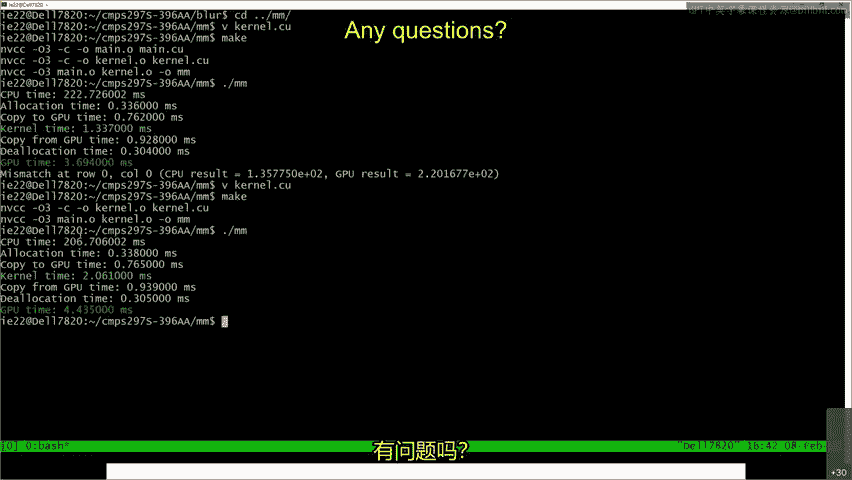 ie22@Dell7820:~/cmps297S-396AA/blur$ cd ../mm/
ie22@Dell7820:~/cmps297S-396AA/mm$ v kernel.cu
ie22@Dell7820:~/cmps297S-396AA/mm$ make
nvcc -O3 -c -o main.o main.cu
nvcc -O3 -c -o kernel.o kernel.cu
nvcc -O3 main.o kernel.o -o mm
ie22@Dell7820:~/cmps297S-396AA/mm$ ./mm
CPU time: 222.726002 ms
Allocation time: 0.336000 ms
Copy to GPU time: 0.762000 ms
Kernel time: 1.337000 ms
Copy from GPU time: 0.928000 ms
Deallocation time: 0.304000 ms
GPU time: 3.694000 ms
Mismatch at row 0, col 0 (CPU result = 1.357750e+02, GPU result = 2.201677e+02)
ie22@Dell7820:~/cmps297S-396AA/mm$ v kernel.cu
ie22@Dell7820:~/cmps297S-396AA/mm$ make
nvcc -O3 -c -o kernel.o kernel.cu
nvcc -O3 main.o kernel.o -o mm
ie22@Dell7820:~/cmps297S-396AA/mm$ ./mm
CPU time: 206.706002 ms
Allocation time: 0.338000 ms
Copy to GPU time: 0.765000 ms
Kernel time: 2.061000 ms
Copy from GPU time: 0.939000 ms
Deallocation time: 0.305000 ms
GPU time: 4.435000 ms
ie22@Dell7820:~/cmps297S-396AA/mm$
Any questions?
[0] 0:bash*
"Dell7820" 16:42 08-Feb-
有问题吗?
+30